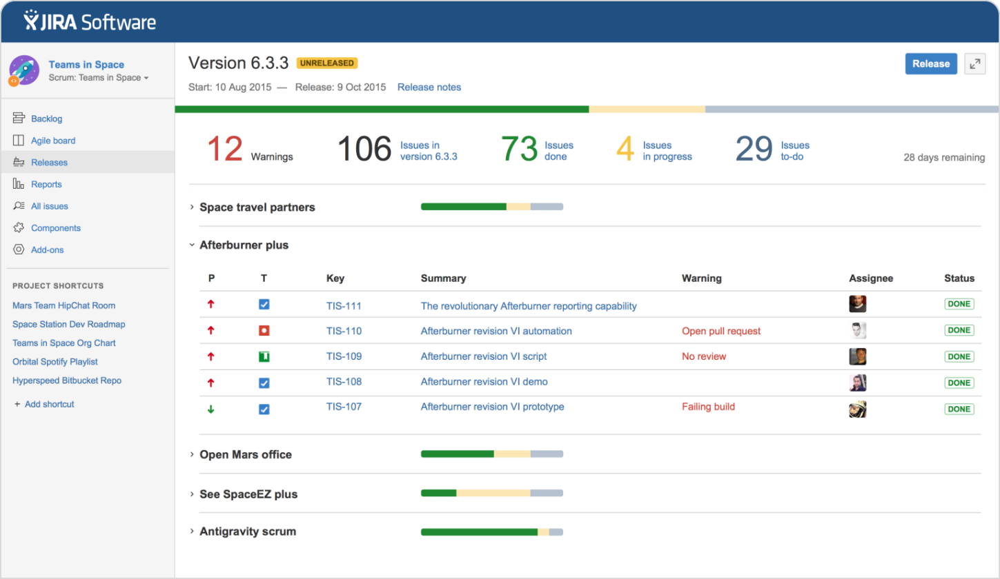 JIRA Software
Teams in Space
Scrum: Teams in Space
Backlog
Agile board
Releases
Reports
All issues
Components
Add-ons
PROJECT SHORTCUTS
Mars Team HipChat Room
Space Station Dev Roadmap
Teams in Space Org Chart
Orbital Spotify Playlist
Hyperspeed Bitbucket Repo
+ Add shortcut
Version 6.3.3 UNRELEASED
Release
Start: 10 Aug 2015 — Release: 9 Oct 2015 Release notes
12 Warnings
106 Issues in version 6.3.3
73 Issues done
4 Issues in progress
29 Issues to-do
28 days remaining
Space travel partners
Afterburner plus
P T Key Summary Warning Assignee Status
TIS-111 The revolutionary Afterburner reporting capability DONE
TIS-110 Afterburner revision VI automation Open pull request DONE
TIS-109 Afterburner revision VI script No review DONE
TIS-108 Afterburner revision VI demo DONE
TIS-107 Afterburner revision VI prototype Failing build DONE
Open Mars office
See SpaceEZ plus
Antigravity scrum